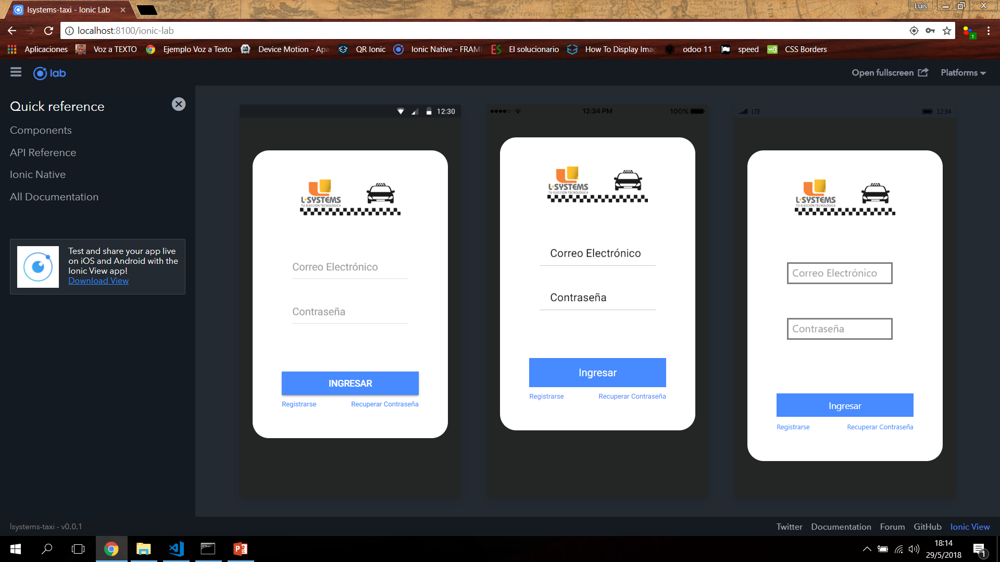 lsystems-taxi - Ionic Lab
Luis
localhost:8100/ionic-lab
1
Aplicaciones
Voz a TEXTO
Ejemplo Voz a Texto
Device Motion - Apa
QR Ionic
Ionic Native - FRAM
El solucionario
How To Display Imag
odoo 11
speed
CSS Borders
lab
Open fullscreen
Platforms
Quick reference
Components
API Reference
Ionic Native
All Documentation
Test and share your app live
on iOS and Android with the
Ionic View app!
Download View
12:30
L·SYSTEMS
TU ELECCIÓN TECNOLÓGICA
Correo Electrónico
Contraseña
INGRESAR
Registrarse
Recuperar Contraseña
12:34 PM
100%
L·SYSTEMS
TU ELECCIÓN TECNOLÓGICA
Correo Electrónico
Contraseña
Ingresar
Registrarse
Recuperar Contraseña
LTE
12:34
L·SYSTEMS
TU ELECCIÓN TECNOLÓGICA
Correo Electrónico
Contraseña
Ingresar
Registrarse
Recuperar Contraseña
lsystems-taxi - v0.0.1
Twitter
Documentation
Forum
GitHub
Ionic View
18:14
29/5/2018
1